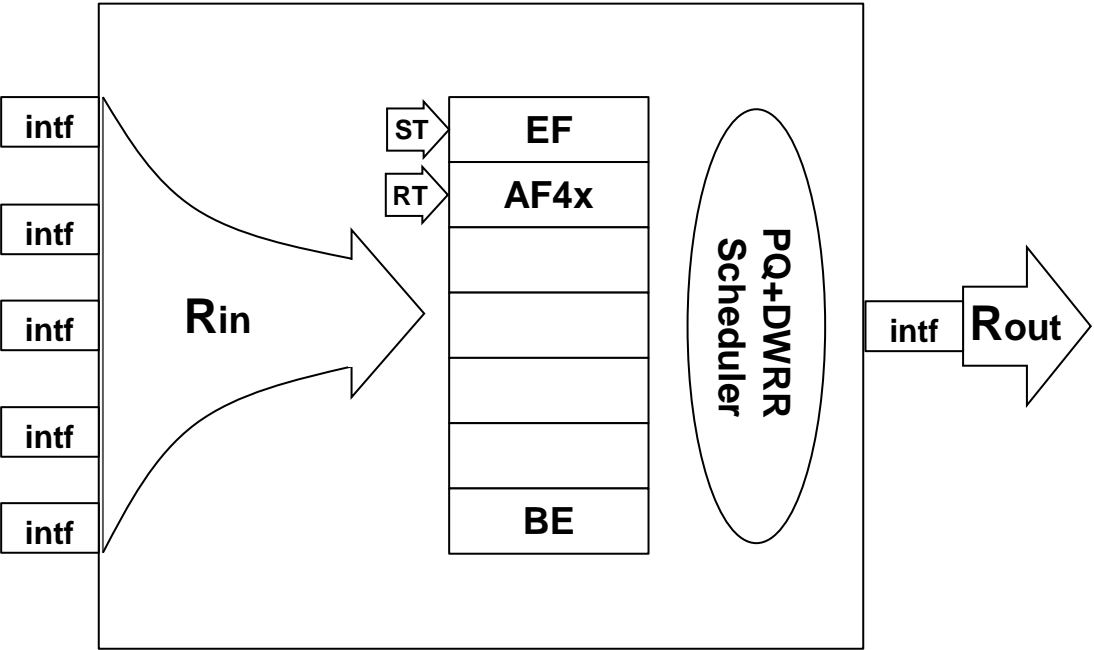 intf
intf
intf
intf
intf
Rin
ST
RT
EF
AF4x
BE
PQ+DWRR
Scheduler
intf
Rout